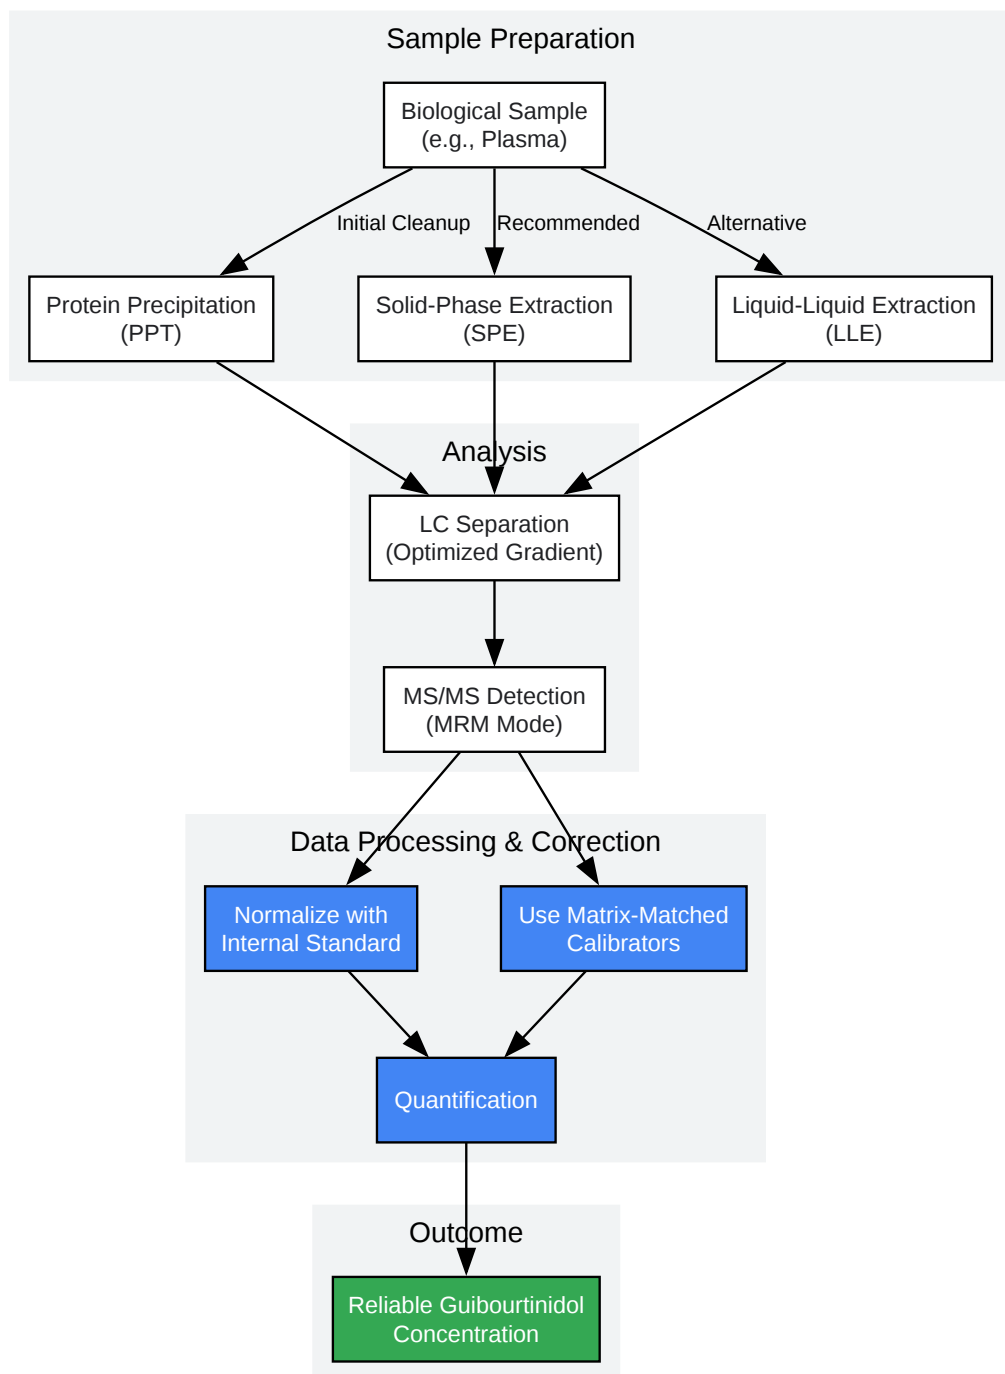 Sample Preparation
Biological Sample
(e.g., Plasma)
Initial Cleanup
Recommended
Alternative
Protein Precipitation
(PPT)
Solid-Phase Extraction
(SPE)
Liquid-Liquid Extraction
(LLE)
Analysis
LC Separation
(Optimized Gradient)
MS/MS Detection
(MRM Mode)
Data Processing & Correction
Normalize with
Internal Standard
Use Matrix-Matched
Calibrators
Quantification
Outcome
Reliable Guibourtinidol
Concentration